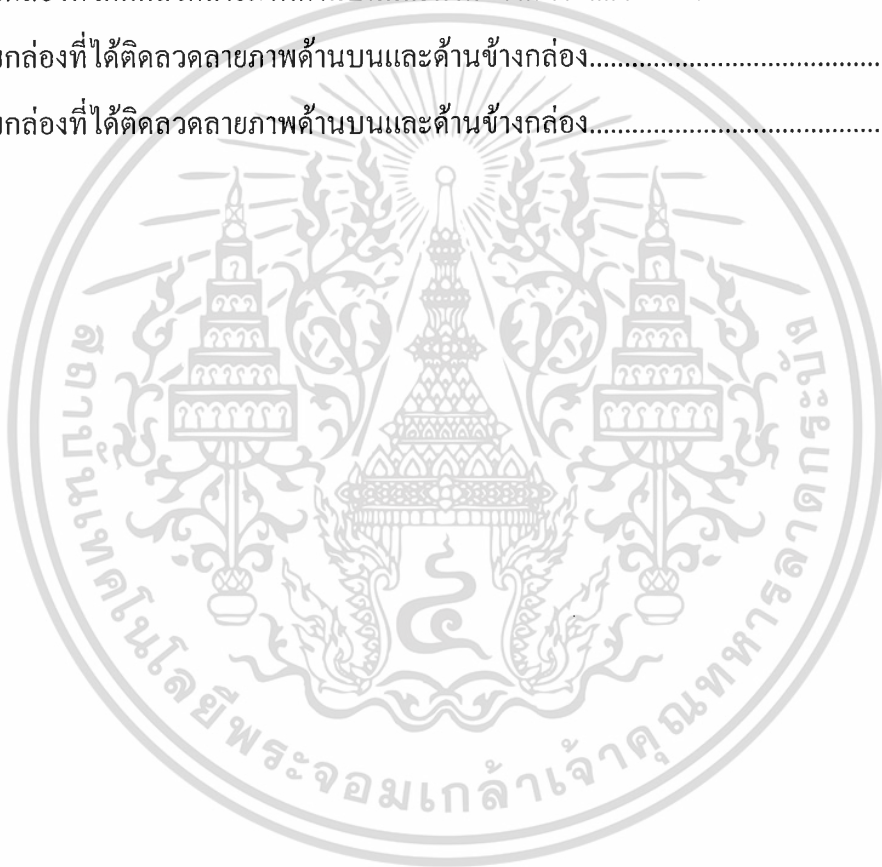 กล่องที่ได้ติดลวดลายภาพด้านบนและด้านข้างกล่อง
กล่องที่ได้ติดลวดลายภาพด้านบนและด้านข้างกล่อง
สถาบันเทคโนโลยีพระจอมเกล้าเจ้าคุณทหารลาดกระบัง
๔